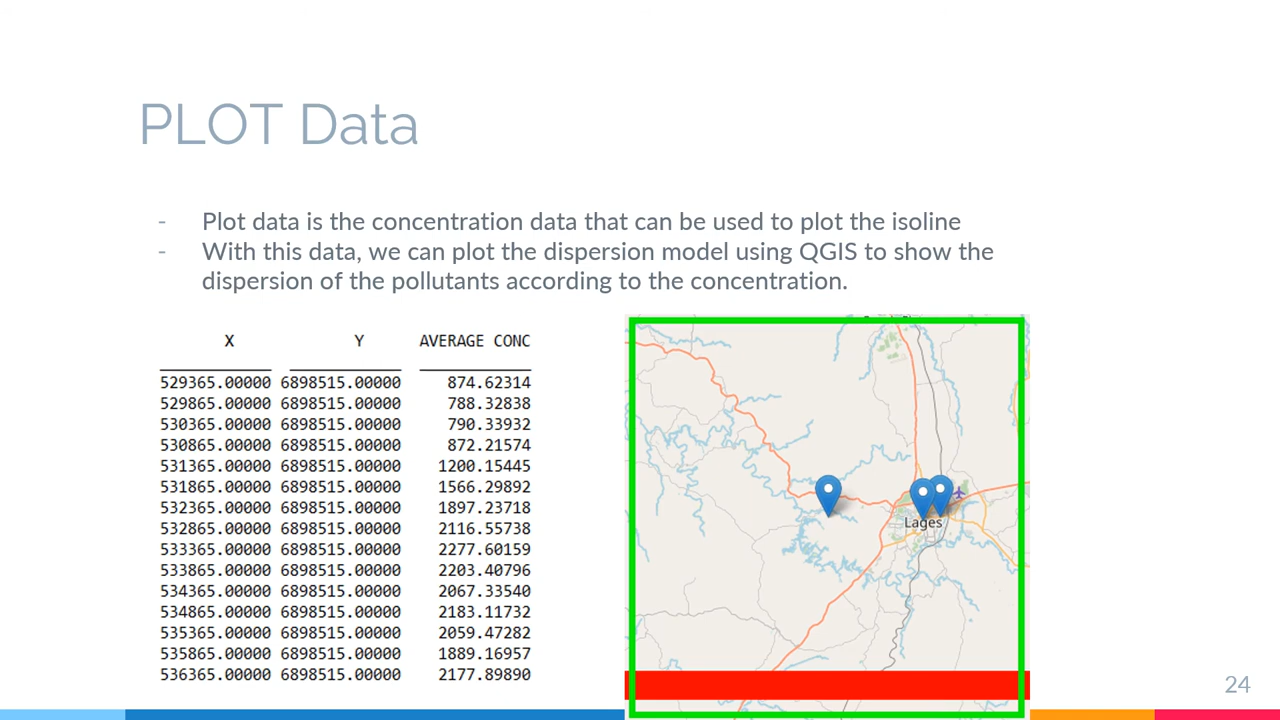 PLOT Data
- Plot data is the concentration data that can be used to plot the isoline
- With this data, we can plot the dispersion model using QGIS to show the
dispersion of the pollutants according to the concentration.
X Y AVERAGE CONC
529365.00000 6898515.00000 874.62314
529865.00000 6898515.00000 788.32838
530365.00000 6898515.00000 790.33932
530865.00000 6898515.00000 872.21574
531365.00000 6898515.00000 1200.15445
531865.00000 6898515.00000 1566.29892
532365.00000 6898515.00000 1897.23718
532865.00000 6898515.00000 2116.55738
533365.00000 6898515.00000 2277.60159
533865.00000 6898515.00000 2203.40796
534365.00000 6898515.00000 2067.33540
534865.00000 6898515.00000 2183.11732
535365.00000 6898515.00000 2059.47282
535865.00000 6898515.00000 1889.16957
536365.00000 6898515.00000 2177.89890
Lages
24